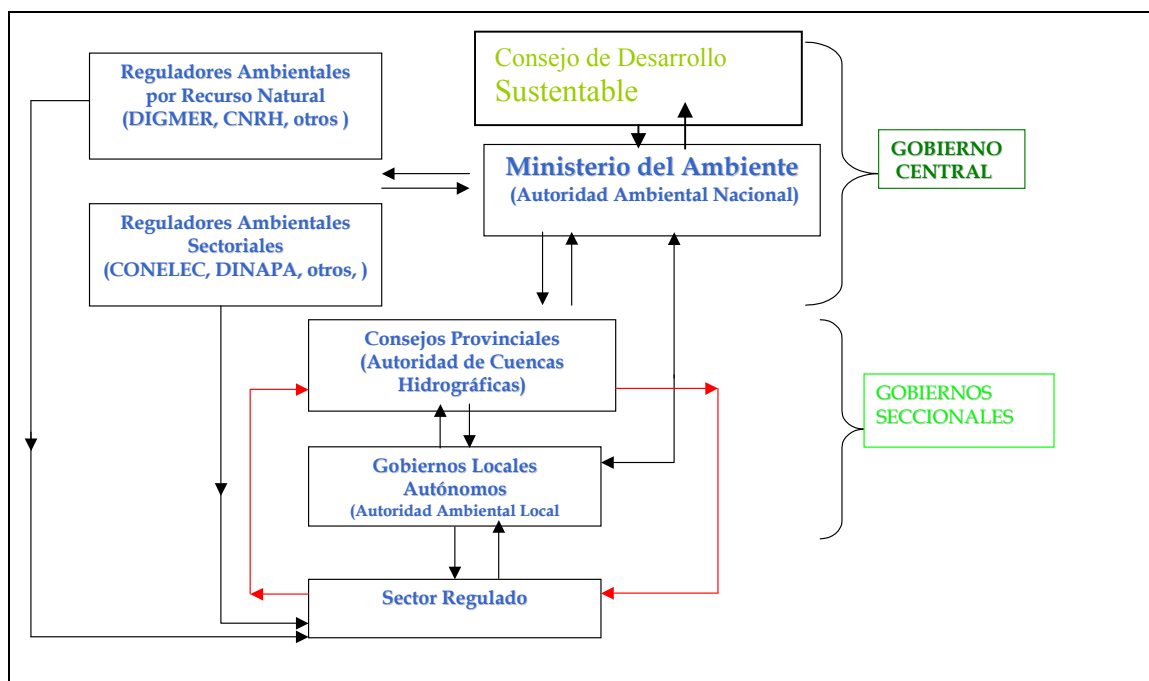 Reguladores Ambientales
por Recurso Natural
(DIGMER, CNRH, otros )
Consejo de Desarrollo
Sustentable
Ministerio del Ambiente
(Autoridad Ambiental Nacional)
GOBIERNO
CENTRAL
Reguladores Ambientales
Sectoriales
(CONELEC, DINAPA, otros, )
Consejos Provinciales
(Autoridad de Cuencas
Hidrográficas)
GOBIERNOS
SECCIONALES
Gobiernos Locales
Autónomos
(Autoridad Ambiental Local
Sector Regulado